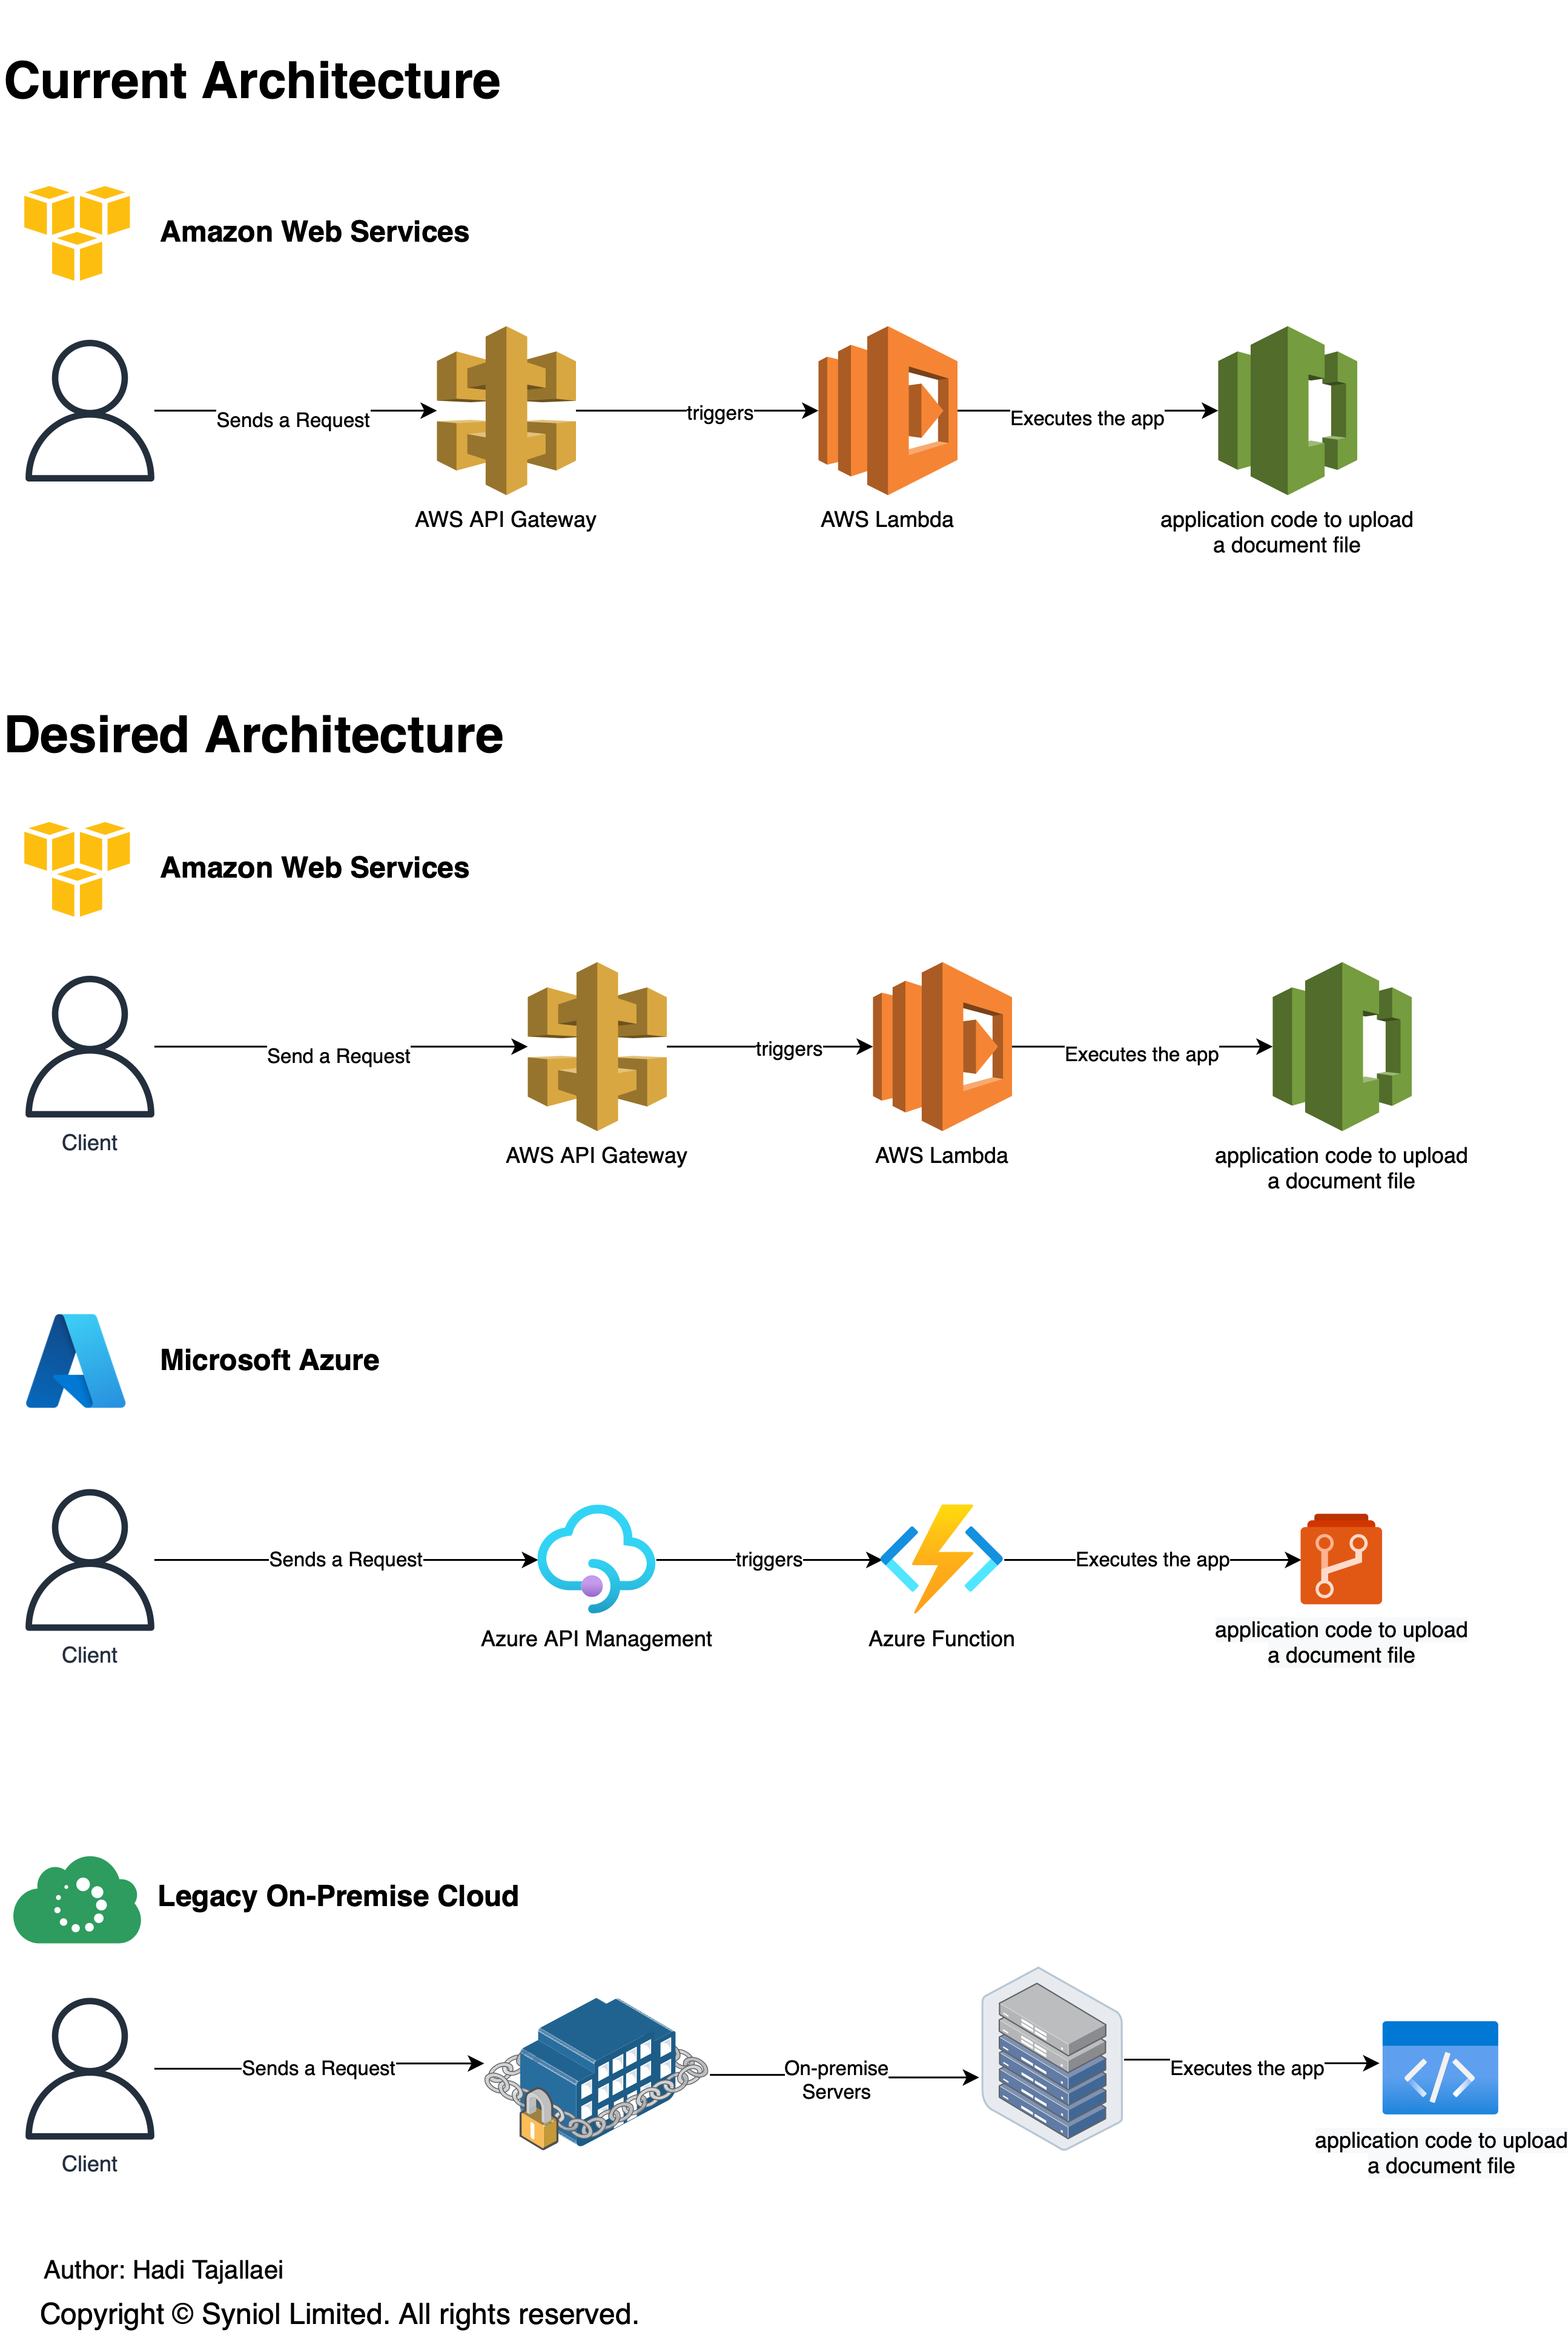 Current Architecture
Amazon Web Services
Sends a Request
triggers
Executes the app
AWS API Gateway
AWS Lambda
application code to upload
a document file
Desired Architecture
Amazon Web Services
Send a Request
triggers
Executes the app
Client
AWS API Gateway
AWS Lambda
application code to upload
a document file
Microsoft Azure
Sends a Request
triggers
Executes the app
Client
Azure API Management
Azure Function
application code to upload
a document file
Legacy On-Premise Cloud
Sends a Request
On-premise
Servers
Executes the app
Client
application code to upload
a document file
Author: Hadi Tajallaei
Copyright © Syniol Limited. All rights reserved.